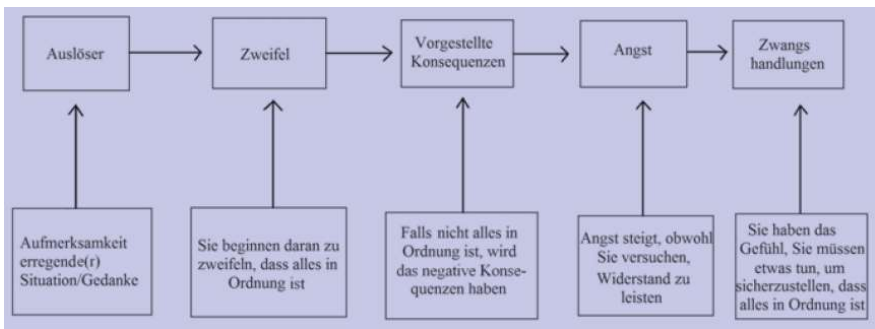 Auslöser
Zweifel
Vorgestellte
Konsequenzen
Angst
Zwangs
handlungen
Aufmerksamkeit
erregende(r)
Situation/Gedanke
Sie beginnen daran zu
zweifeln, dass alles in
Ordnung ist
Falls nicht alles in
Ordnung ist, wird
das negative Konse-
quenzen haben
Angst steigt, obwohl
Sie versuchen,
Widerstand zu
leisten
Sie haben das
Gefühl, Sie müssen
etwas tun, um
sicherzustellen, dass
alles in Ordnung ist